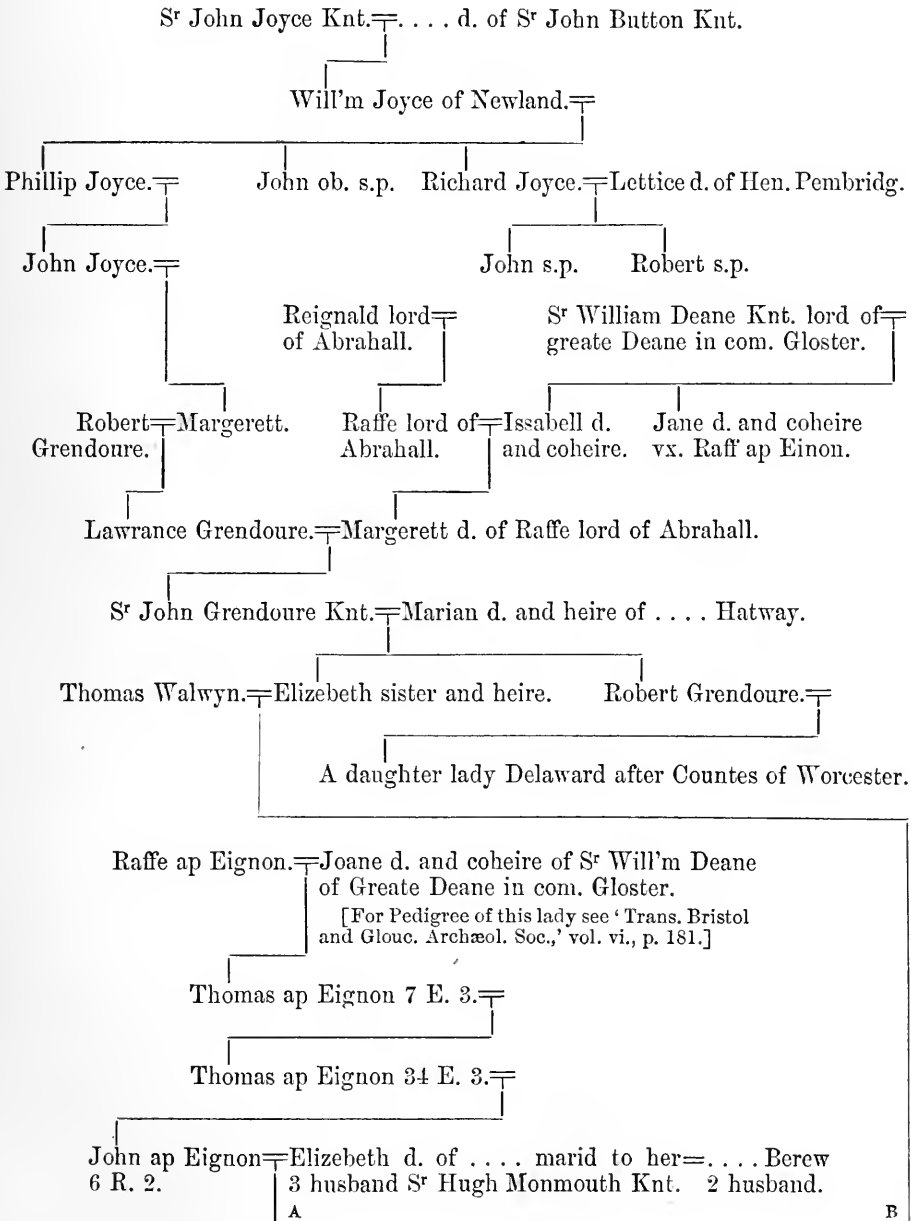 Sʳ John Joyce Knt.=. . . . d. of Sʳ John Button Knt.
Will'm Joyce of Newland.=
Phillip Joyce.= John ob. s.p. Richard Joyce.=Lettice d. of Hen. Pembridg.
John Joyce.= John s.p. Robert s.p.
Reignald lord= Sʳ William Deane Knt. lord of=
of Abrahall. greate Deane in com. Gloster.
Robert=Margerett. Raffe lord of=Issabell d. Jane d. and coheire
Grendoure. Abrahall. and coheire. vx. Raff ap Einon.
Lawrance Grendoure.=Margerett d. of Raffe lord of Abrahall.
Sʳ John Grendoure Knt.=Marian d. and heire of . . . . Hatway.
Thomas Walwyn.=Elizebeth sister and heire. Robert Grendoure.=
A daughter lady Delaward after Countes of Worcester.
Raffe ap Eignon.=Joane d. and coheire of Sʳ Will'm Deane
of Greate Deane in com. Gloster.
[For Pedigree of this lady see ‘Trans. Bristol
and Glouc. Archæol. Soc.,’ vol. vi., p. 181.]
Thomas ap Eignon 7 E. 3.=
Thomas ap Eignon 34 E. 3.=
John ap Eignon=Elizebeth d. of . . . . marid to her=. . . . Berew
6 R. 2. 3 husband Sʳ Hugh Monmouth Knt. 2 husband.
A B